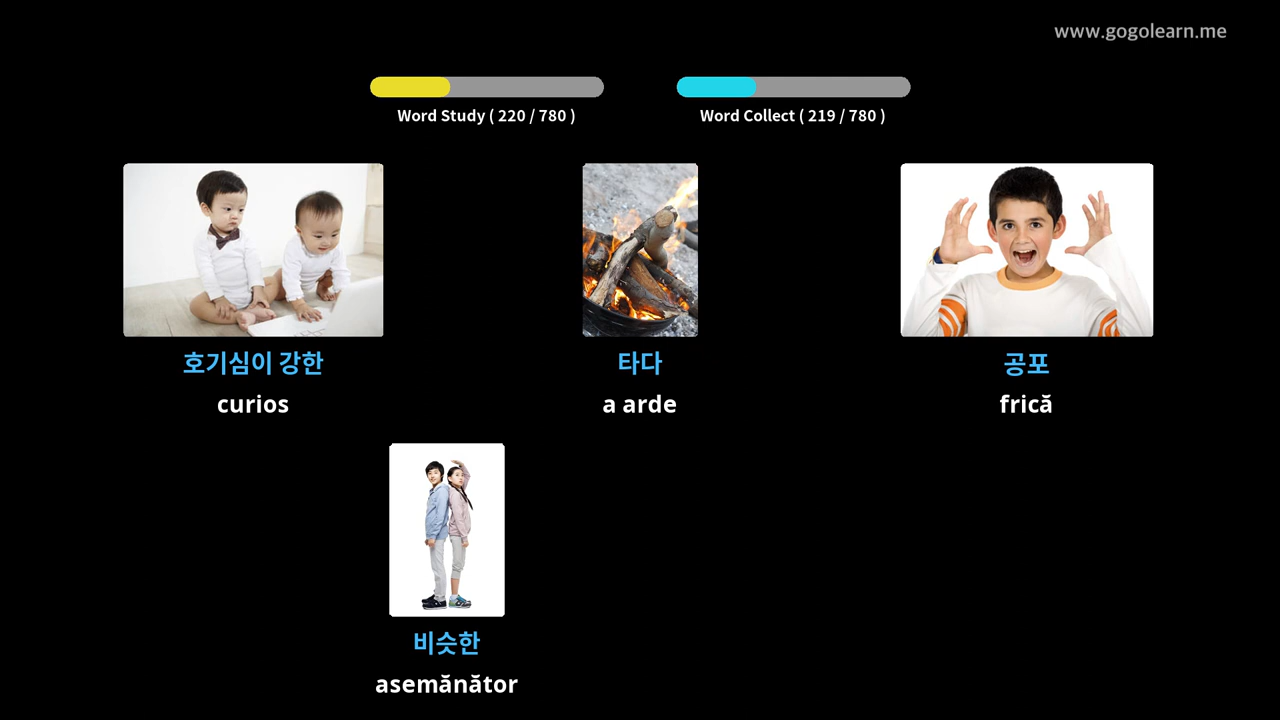 www.gogolearn.me
Word Study ( 220 / 780 )
Word Collect ( 219 / 780 )
호기심이 강한
curios
타다
a arde
공포
frică
비슷한
asemănător